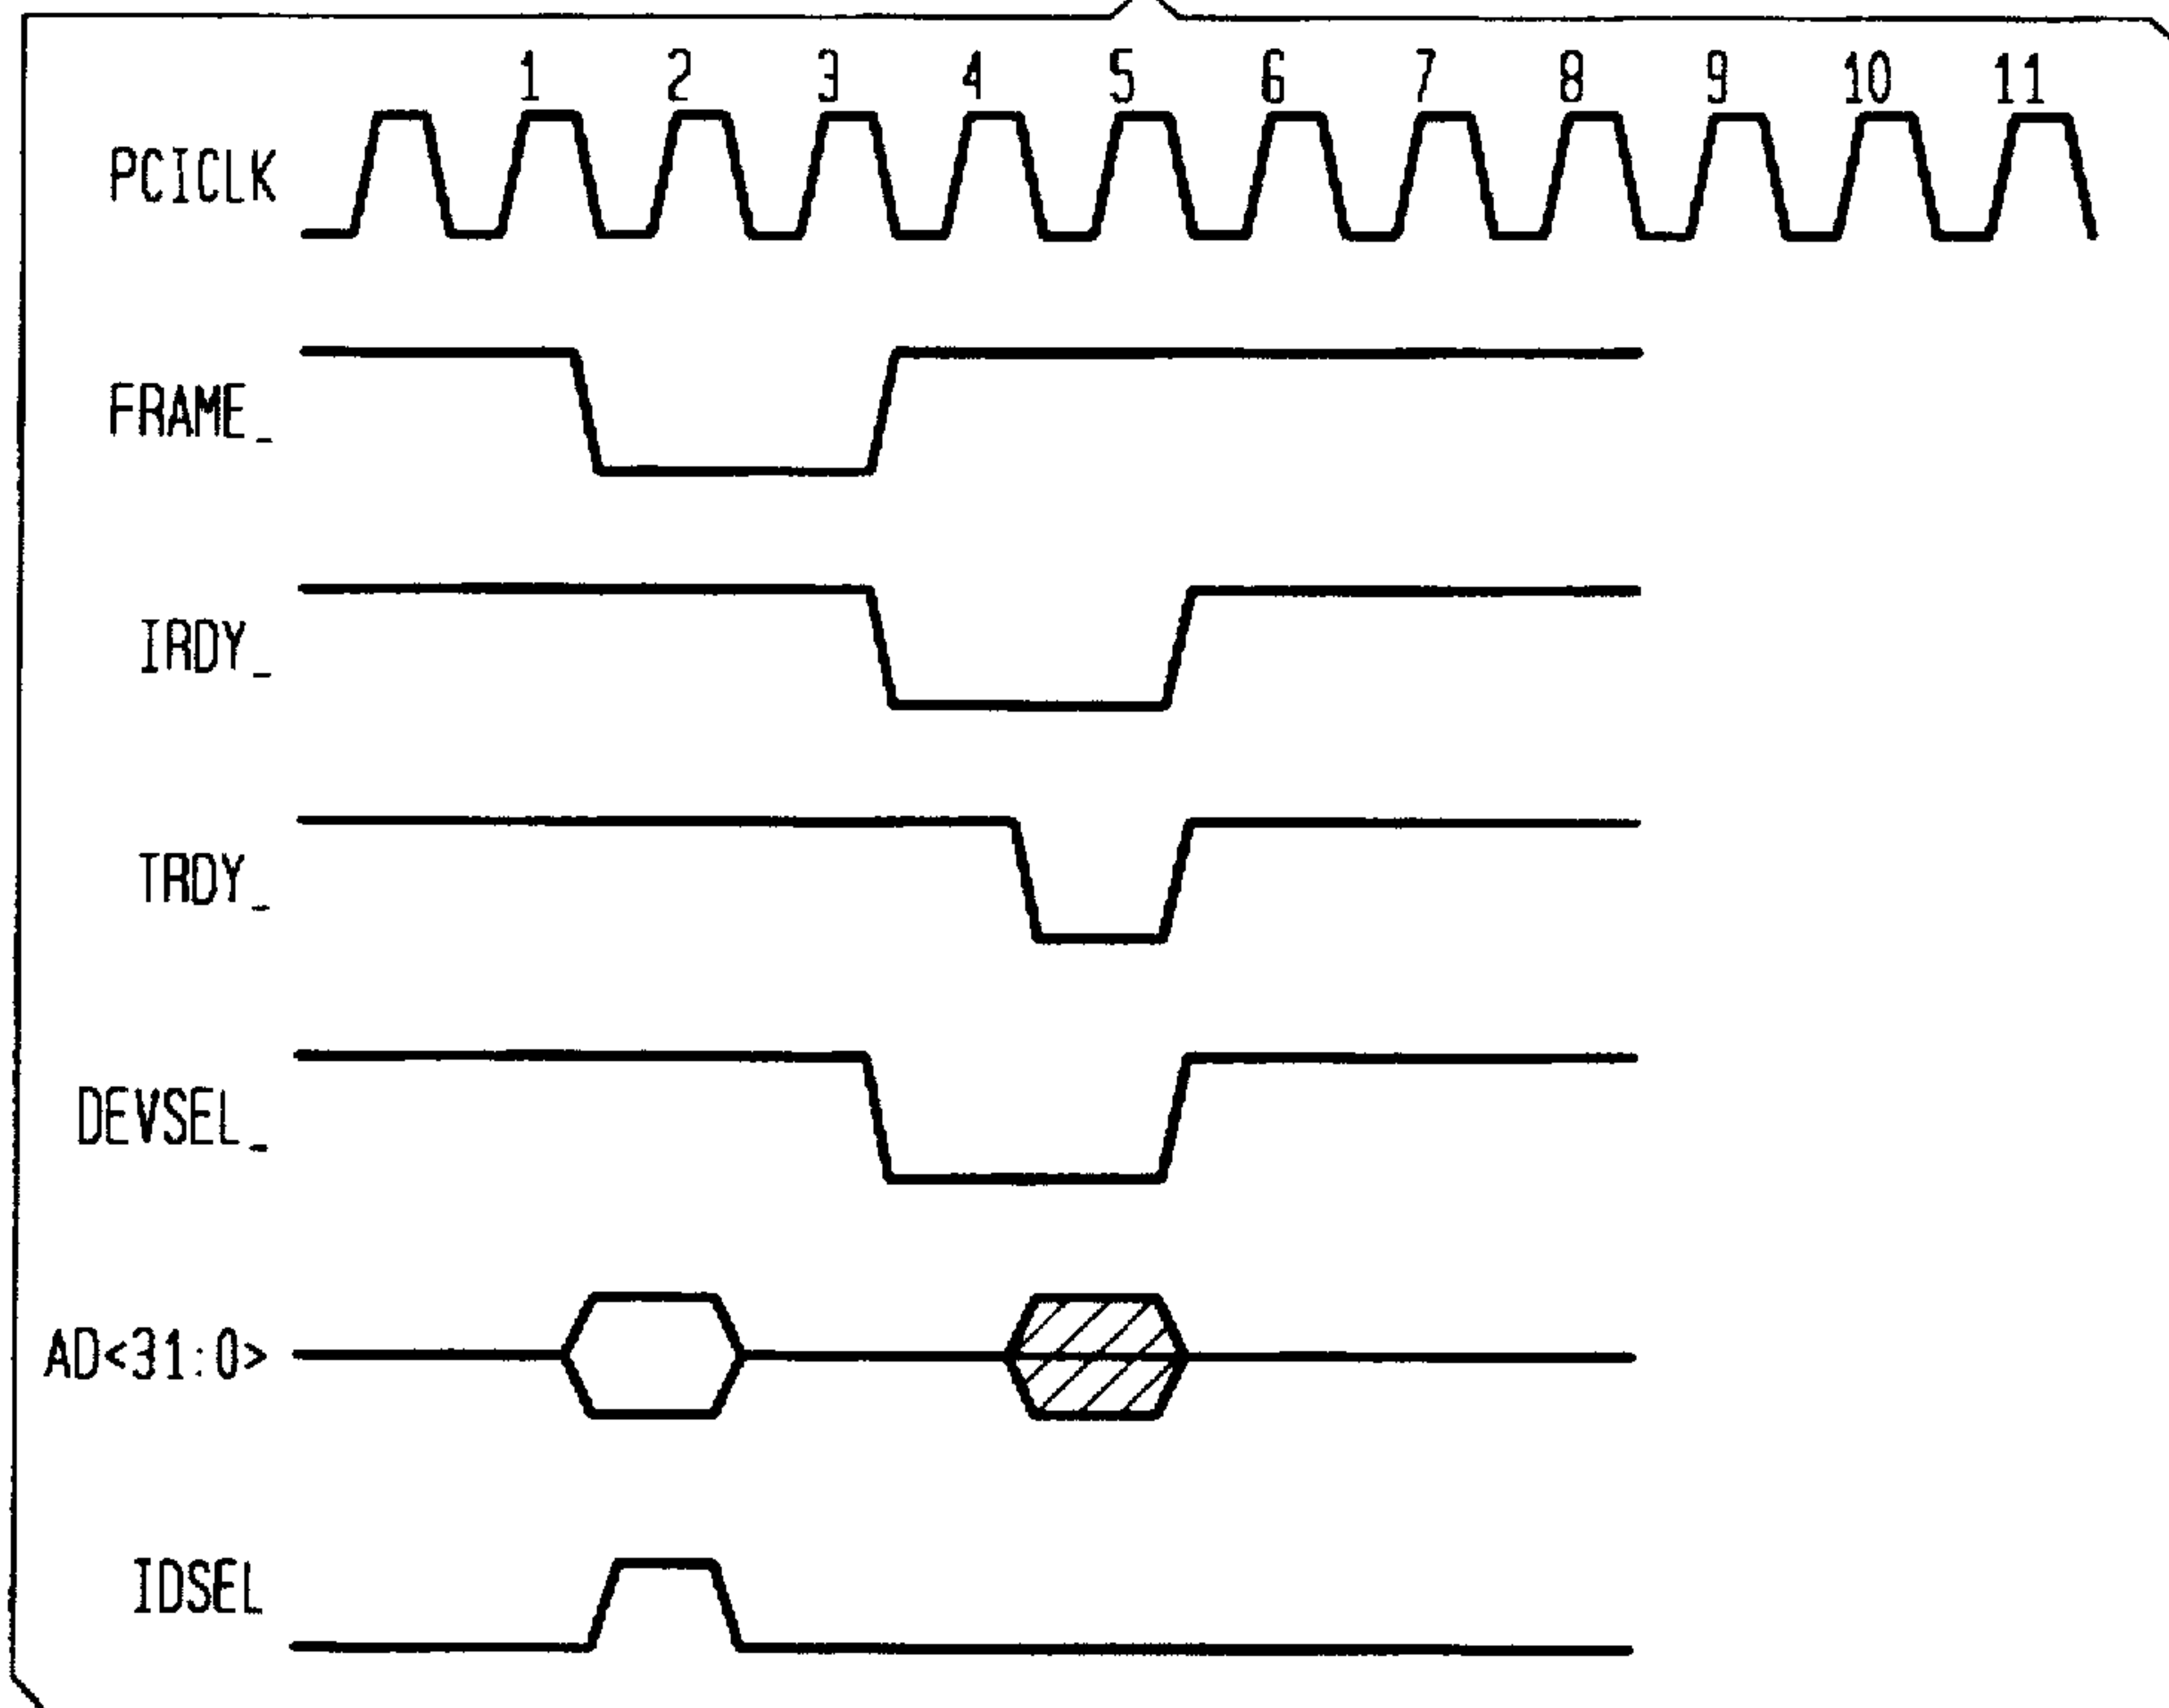 1 2 3 4 5 6 7 8 9 10 11
PCICLK
FRAME_
IRDY_
TRDY_
DEVSEL_
AD<31:0>
IDSEL